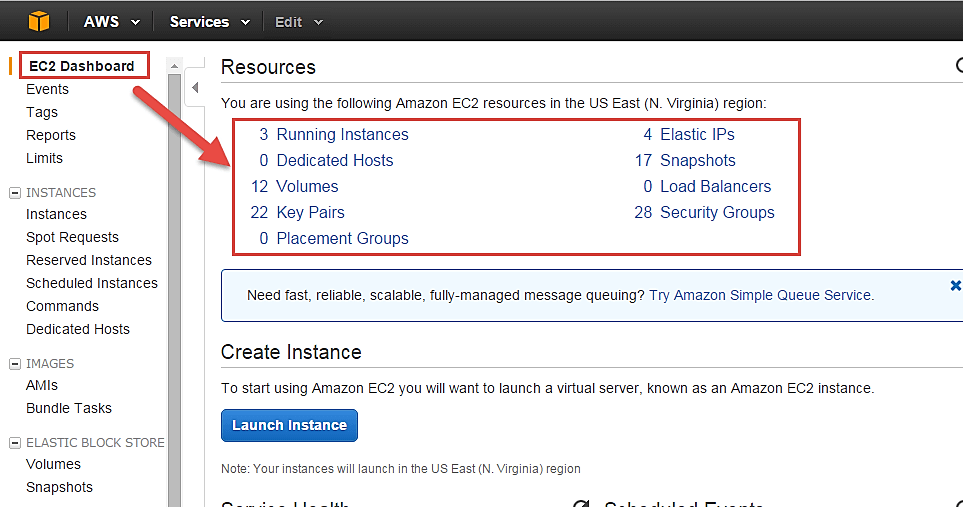 AWS Services Edit
EC2 Dashboard
Events
Tags
Reports
Limits
INSTANCES
Instances
Spot Requests
Reserved Instances
Scheduled Instances
Commands
Dedicated Hosts
IMAGES
AMIs
Bundle Tasks
ELASTIC BLOCK STORE
Volumes
Snapshots
Resources
You are using the following Amazon EC2 resources in the US East (N. Virginia) region:
3 Running Instances
0 Dedicated Hosts
12 Volumes
22 Key Pairs
0 Placement Groups
4 Elastic IPs
17 Snapshots
0 Load Balancers
28 Security Groups
Need fast, reliable, scalable, fully-managed message queuing? Try Amazon Simple Queue Service.
Create Instance
To start using Amazon EC2 you will want to launch a virtual server, known as an Amazon EC2 instance.
Launch Instance
Note: Your instances will launch in the US East (N. Virginia) region
Service Health
Scheduled Events